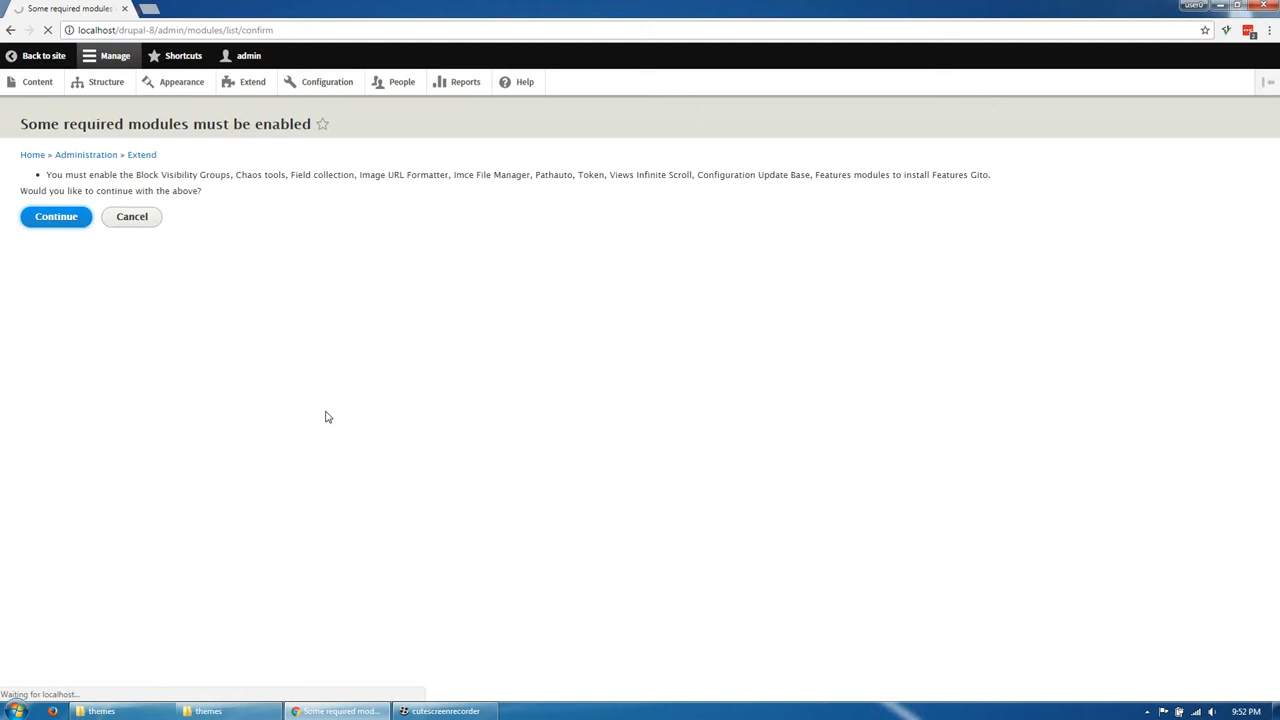 Some required modules
user0
localhost/drupal-8/admin/modules/list/confirm
Back to site
Manage
Shortcuts
admin
Content
Structure
Appearance
Extend
Configuration
People
Reports
Help
Some required modules must be enabled
Home » Administration » Extend
• You must enable the Block Visibility Groups, Chaos tools, Field collection, Image URL Formatter, Imce File Manager, Pathauto, Token, Views Infinite Scroll, Configuration Update Base, Features modules to install Features Gito.
Would you like to continue with the above?
Continue
Cancel
Waiting for localhost...
themes
themes
Some required mod...
cutescreenrecorder
9:52 PM